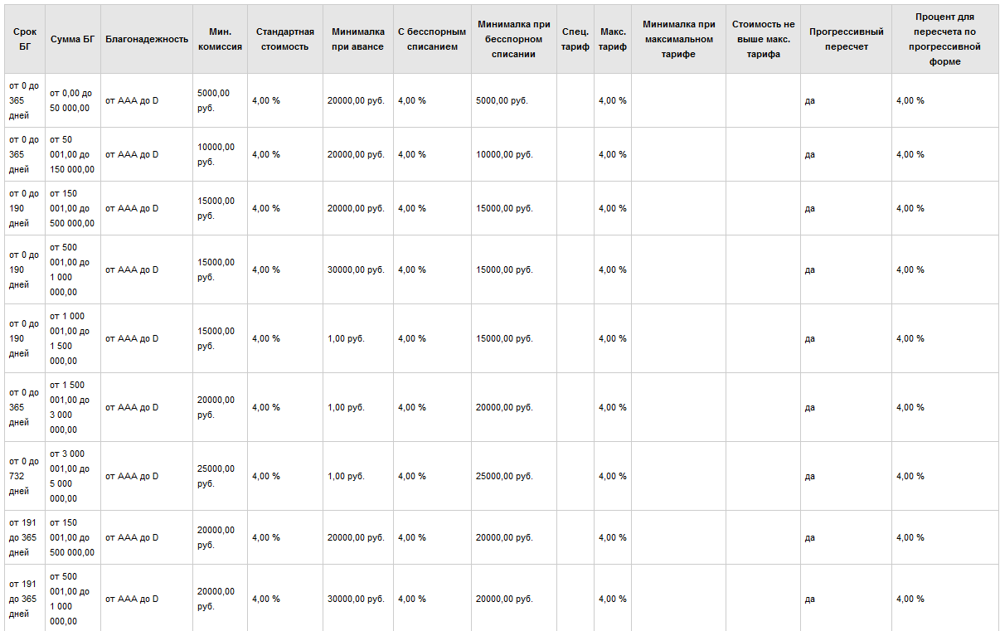 Срок БГ Сумма БГ Благонадежность Мин. комиссия Стандартная стоимость Минималка при авансе С бесспорным списанием Минималка при бесспорном списании Спец. тариф Макс. тариф Минималка при максимальном тарифе Стоимость не выше макс. тарифа Прогрессивный пересчет Процент для пересчета по прогрессивной форме
от 0 до 365 дней от 0,00 до 50 000,00 от AAA до D 5000,00 руб. 4,00 % 20000,00 руб. 4,00 % 5000,00 руб. 4,00 % да 4,00 %
от 0 до 365 дней от 50 001,00 до 150 000,00 от AAA до D 10000,00 руб. 4,00 % 20000,00 руб. 4,00 % 10000,00 руб. 4,00 % да 4,00 %
от 0 до 190 дней от 150 001,00 до 500 000,00 от AAA до D 15000,00 руб. 4,00 % 20000,00 руб. 4,00 % 15000,00 руб. 4,00 % да 4,00 %
от 0 до 190 дней от 500 001,00 до 1 000 000,00 от AAA до D 15000,00 руб. 4,00 % 30000,00 руб. 4,00 % 15000,00 руб. 4,00 % да 4,00 %
от 0 до 190 дней от 1 000 001,00 до 1 500 000,00 от AAA до D 15000,00 руб. 4,00 % 1,00 руб. 4,00 % 15000,00 руб. 4,00 % да 4,00 %
от 0 до 365 дней от 1 500 001,00 до 3 000 000,00 от AAA до D 20000,00 руб. 4,00 % 1,00 руб. 4,00 % 20000,00 руб. 4,00 % да 4,00 %
от 0 до 732 дней от 3 000 001,00 до 5 000 000,00 от AAA до D 25000,00 руб. 4,00 % 1,00 руб. 4,00 % 25000,00 руб. 4,00 % да 4,00 %
от 191 до 365 дней от 150 001,00 до 500 000,00 от AAA до D 20000,00 руб. 4,00 % 20000,00 руб. 4,00 % 20000,00 руб. 4,00 % да 4,00 %
от 191 до 365 дней от 500 001,00 до 1 000 000,00 от AAA до D 20000,00 руб. 4,00 % 30000,00 руб. 4,00 % 20000,00 руб. 4,00 % да 4,00 %